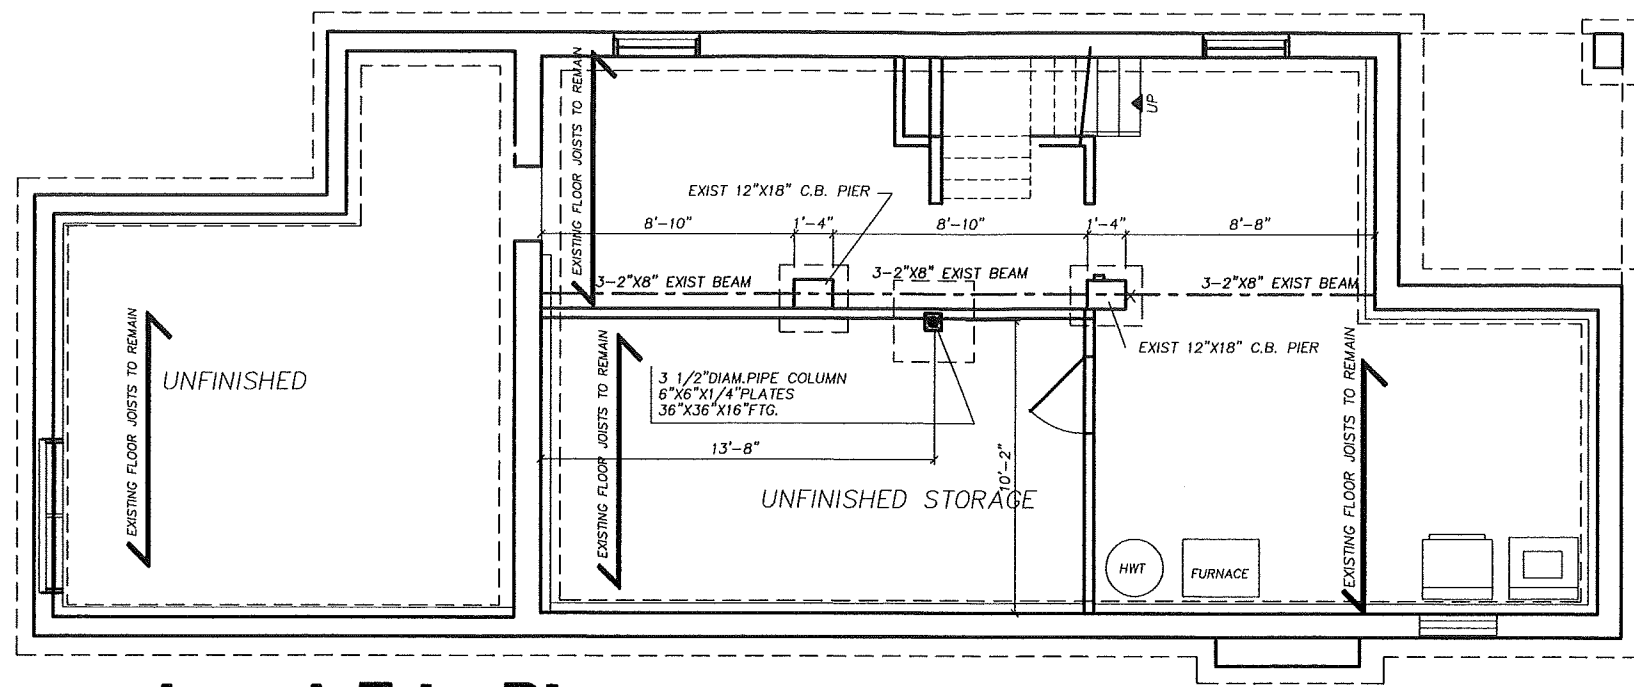 EXISTING FLOOR JOISTS TO REMAIN
UP
EXIST 12"X18" C.B. PIER
8'-10"
1'-4"
8'-10"
1'-4"
8'-8"
3-2"X8" EXIST BEAM
3-2"X8" EXIST BEAM
3-2"X8" EXIST BEAM
EXISTING FLOOR JOISTS TO REMAIN
UNFINISHED
EXISTING FLOOR JOISTS TO REMAIN
3 1/2"DIAM.PIPE COLUMN
6"X6"X1/4"PLATES
36"X36"X16"FTG.
EXIST 12"X18" C.B. PIER
EXISTING FLOOR JOISTS TO REMAIN
13'-8"
10'-2"
UNFINISHED STORAGE
HWT
FURNACE